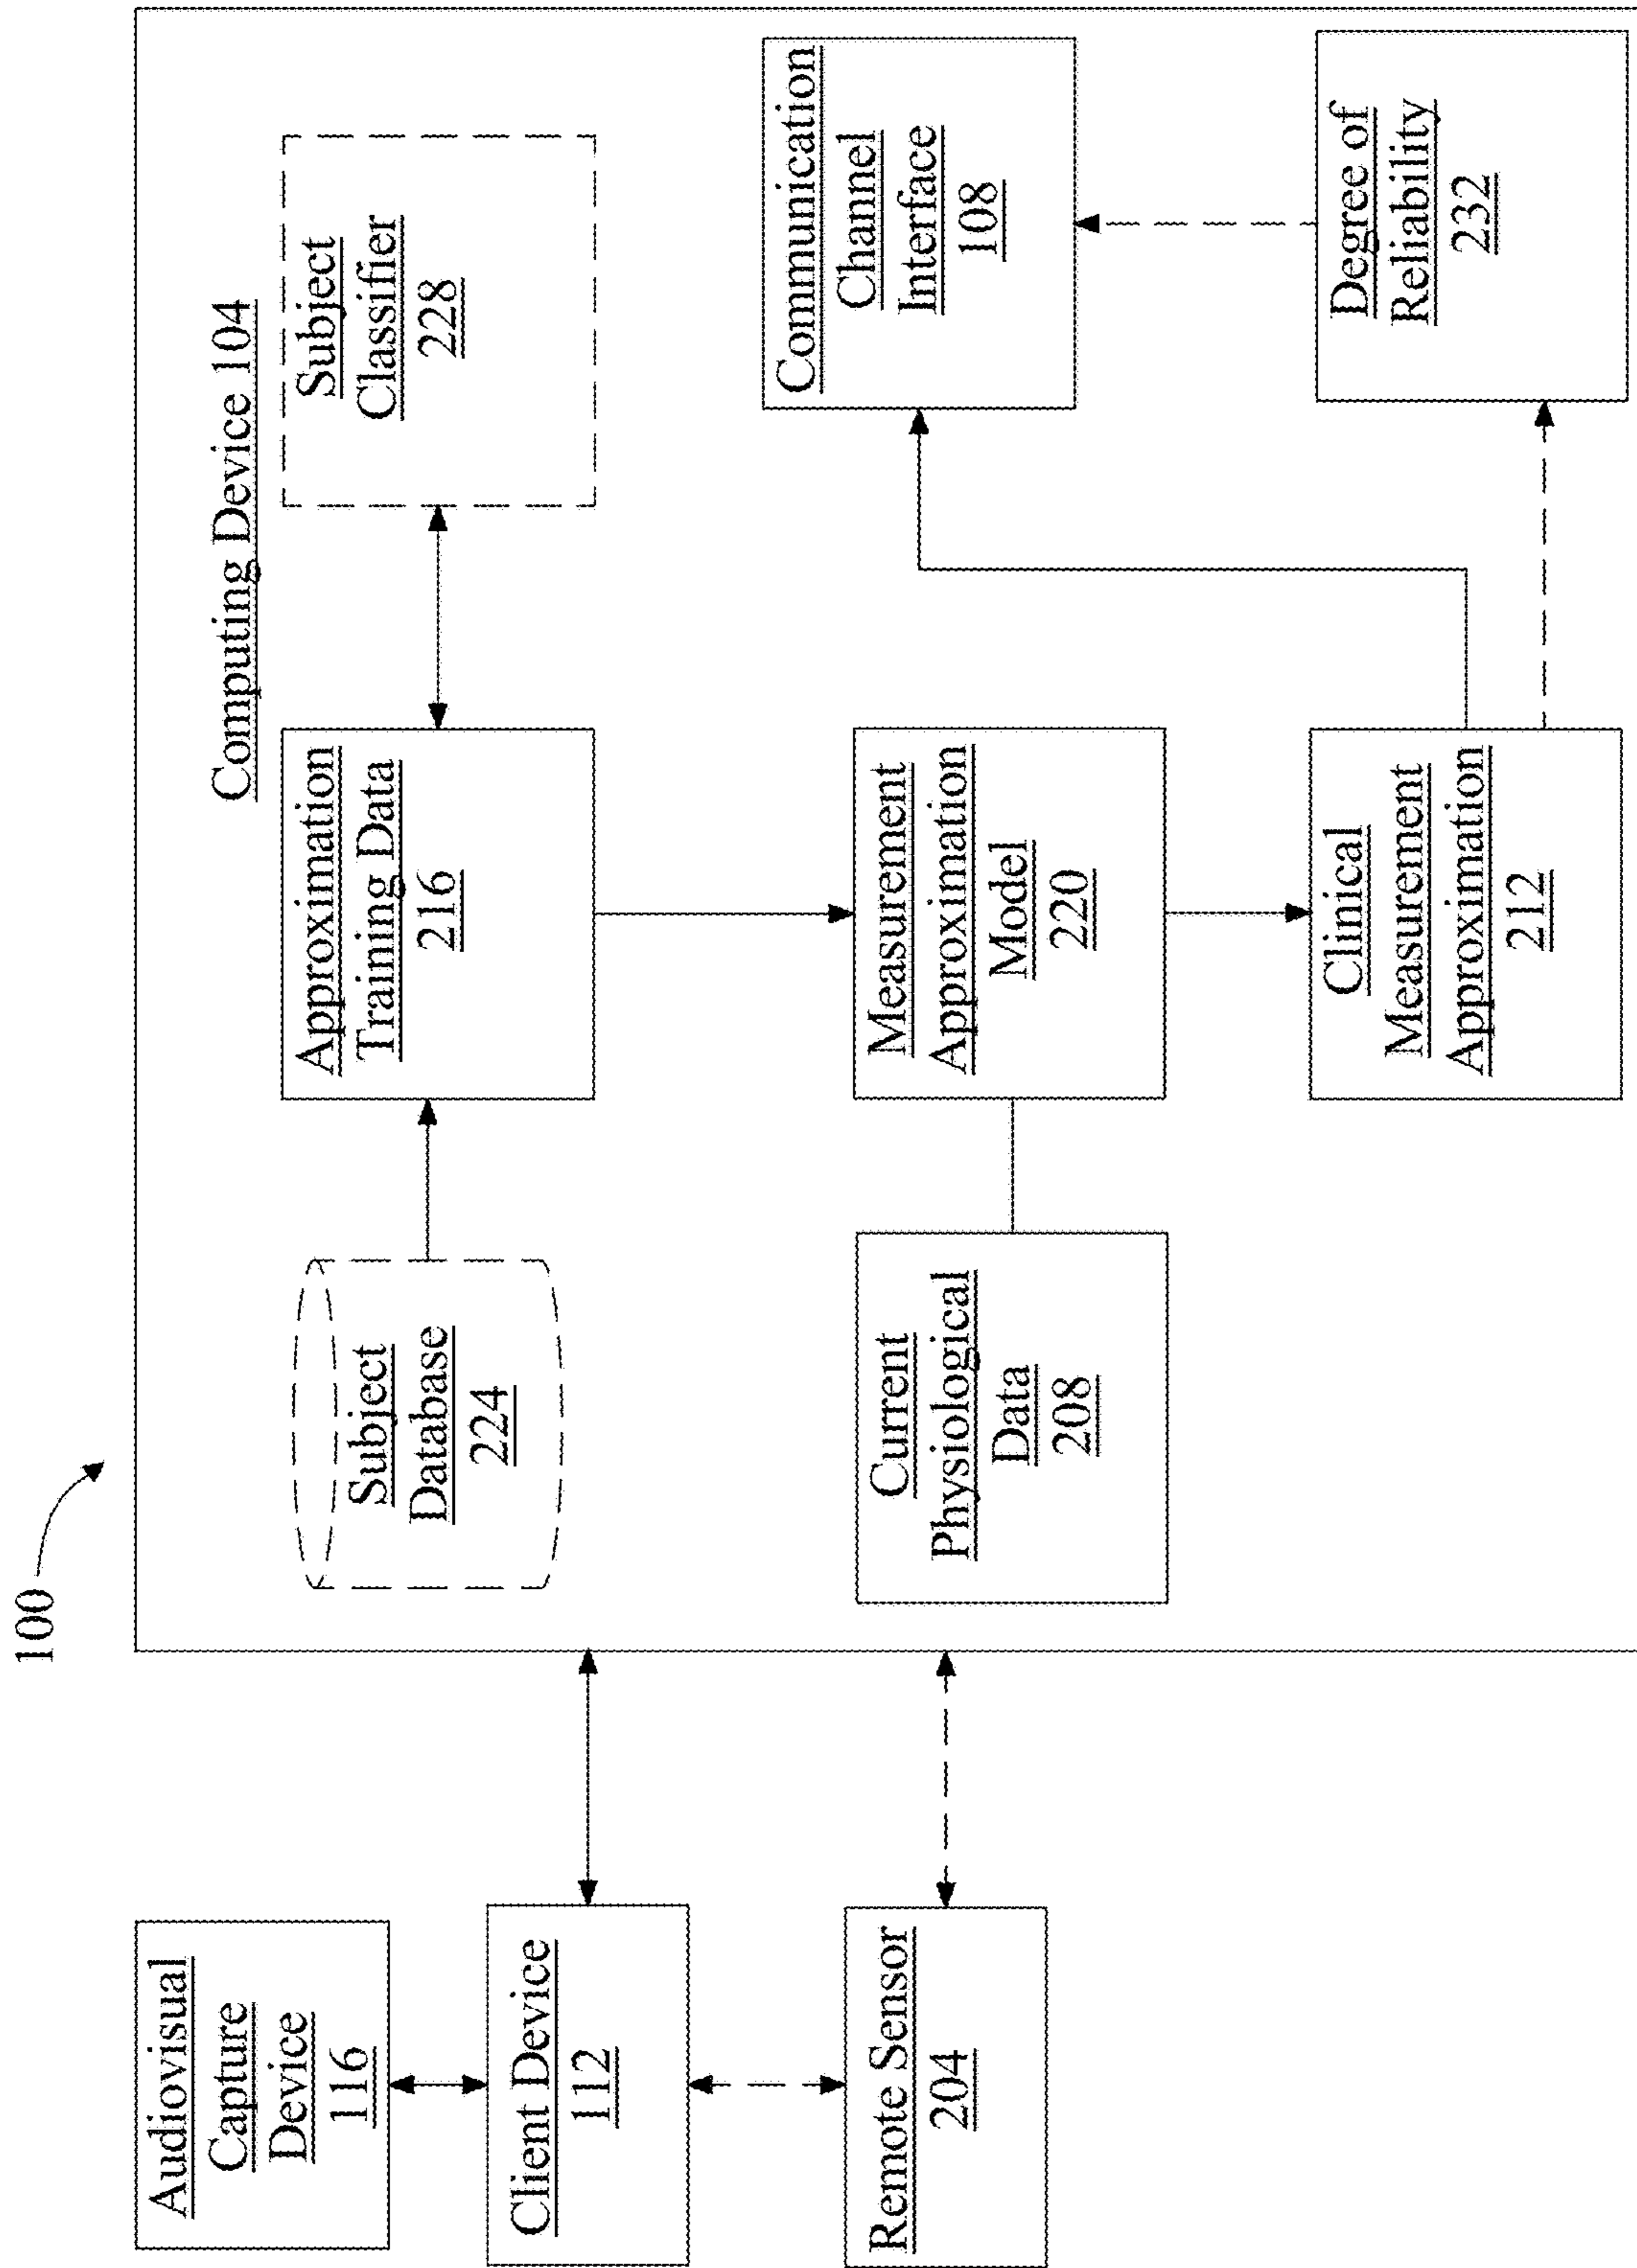 100
Audiovisual
Capture
Device
116
Client Device
112
Remote Sensor
204
Computing Device 104
Subject
Database
224
Approximation
Training Data
216
Subject
Classifier
228
Current
Physiological
Data
208
Measurement
Approximation
Model
220
Communication
Channel
Interface
108
Clinical
Measurement
Approximation
212
Degree of
Reliability
232